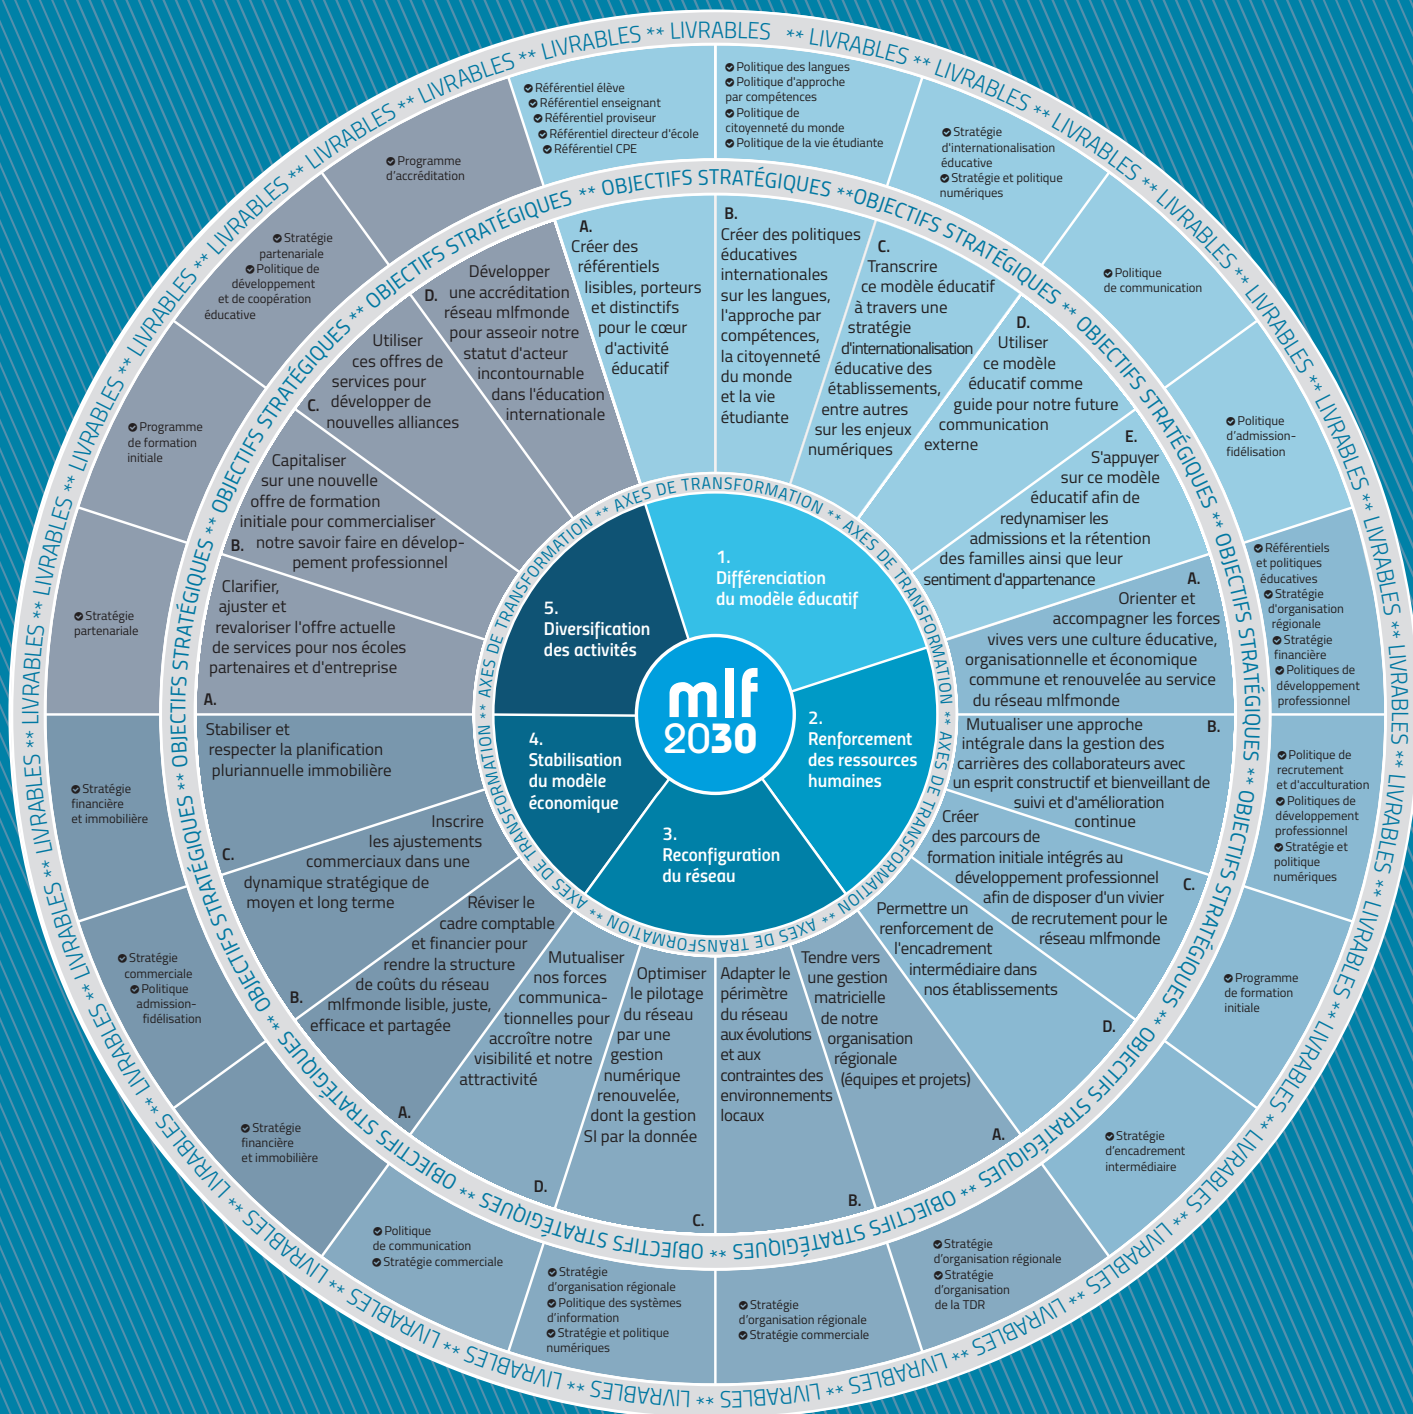 ** LIVRABLES ** LIVRABLES ** LIVRABLES ** LIVRABLES ** LIVRABLES ** LIVRABLES ** LIVRABLES ** LIVRABLES
** OBJECTIFS STRATÉGIQUES ** OBJECTIFS STRATÉGIQUES ** OBJECTIFS STRATÉGIQUES ** OBJECTIFS STRATÉGIQUES
** AXES DE TRANSFORMATION ** AXES DE TRANSFORMATION ** AXES DE TRANSFORMATION ** AXES DE TRANSFORMATION
mlf
2030
1.
Différenciation
du modèle éducatif
A.
Créer des
référentiels
lisibles, porteurs
et distinctifs
pour le cœur
d'activité
éducatif
Référentiel élève
Référentiel enseignant
Référentiel proviseur
Référentiel directeur d'école
Référentiel CPE
B.
Créer des politiques
éducatives
internationales
sur les langues,
l'approche par
compétences,
la citoyenneté
du monde
et la vie
étudiante
Politique des langues
Politique d'approche
par compétences
Politique de
citoyenneté du monde
Politique de la vie étudiante
C.
Transcrire
ce modèle éducatif
à travers une
stratégie
d'internationalisation
éducative des
établissements,
entre autres
sur les enjeux
numériques
Stratégie
d'internationalisation
éducative
Stratégie et politique
numériques
D.
Utiliser
ce modèle
éducatif comme
guide pour notre future
communication
externe
Politique
de communication
E.
S'appuyer
sur ce modèle
éducatif afin de
redynamiser les
admissions et la rétention
des familles ainsi que leur
sentiment d'appartenance
Politique
d'admission-
fidélisation
2.
Renforcement
des ressources
humaines
A.
Orienter et
accompagner les forces
vives vers une culture éducative,
organisationnelle et économique
commune et renouvelée au service
du réseau mlfmonde
Référentiels
et politiques
éducatives
Stratégie
d'organisation
régionale
Stratégie
financière
Politiques de
développement
professionnel
B.
Mutualiser une approche
intégrale dans la gestion des
carrières des collaborateurs avec
un esprit constructif et bienveillant de
suivi et d'amélioration
continue
Politique de
recrutement
et d'acculturation
Politiques de
développement
professionnel
Stratégie et
politique
numériques
C.
Créer
des parcours de
formation initiale intégrés au
développement professionnel
afin de disposer d'un vivier
de recrutement pour le
réseau mlfmonde
Programme
de formation
initiale
D.
Permettre un
renforcement de
l'encadrement
intermédiaire dans
nos établissements
Stratégie
d'encadrement
intermédiaire
3.
Reconfiguration
du réseau
A.
Tendre vers
une gestion
matricielle
de notre
organisation
régionale
(équipes et projets)
Stratégie
d'organisation régionale
Stratégie
d'organisation
de la TDR
B.
Adapter le
périmètre
du réseau
aux évolutions
et aux
contraintes des
environnements
locaux
Stratégie
d'organisation régionale
Stratégie commerciale
C.
Optimiser
le pilotage
du réseau
par une
gestion
numérique
renouvelée,
dont la gestion
SI par la donnée
Stratégie
d'organisation régionale
Politique des systèmes
d'information
Stratégie et politique
numériques
D.
Mutualiser
nos forces
communica-
tionnelles pour
accroître notre
visibilité et notre
attractivité
Politique
de communication
Stratégie commerciale
4.
Stabilisation
du modèle
économique
A.
Réviser le
cadre comptable
et financier pour
rendre la structure
de coûts du réseau
mlfmonde lisible, juste,
efficace et partagée
Stratégie
financière
et immobilière
B.
Inscrire
les ajustements
commerciaux dans une
dynamique stratégique de
moyen et long terme
Stratégie
commerciale
Politique
admission-
fidélisation
C.
Stabiliser et
respecter la planification
pluriannuelle immobilière
Stratégie
financière
et immobilière
5.
Diversification
des activités
A.
Clarifier,
ajuster et
revaloriser l'offre actuelle
de services pour nos écoles
partenaires et d'entreprise
Stratégie
partenariale
B.
Capitaliser
sur une nouvelle
offre de formation
initiale pour commercialiser
notre savoir faire en dévelop-
pement professionnel
Programme
de formation
initiale
C.
Utiliser
ces offres de
services pour
développer de
nouvelles alliances
Stratégie
partenariale
Politique de
développement
et de coopération
éducative
D.
Développer
une accréditation
réseau mlfmonde
pour asseoir notre
statut d'acteur
incontournable
dans l'éducation
internationale
Programme
d'accréditation